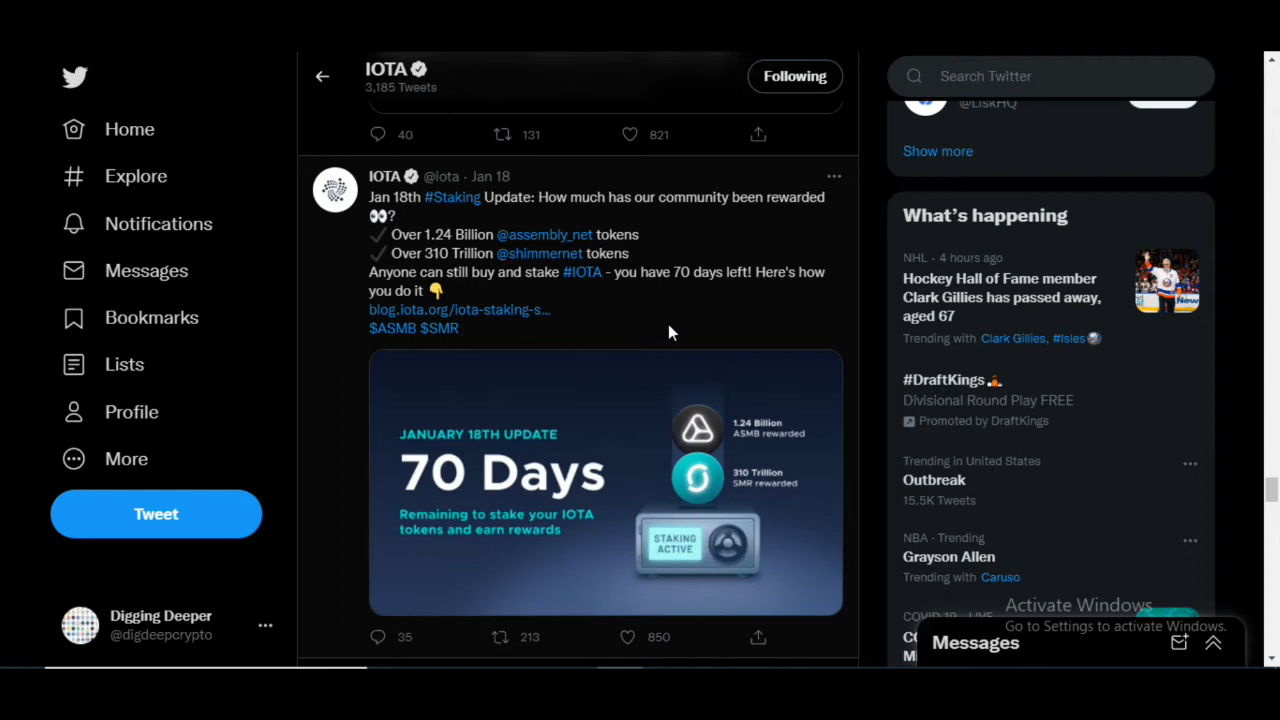 IOTA
3,185 Tweets
Following
Search Twitter
Home
Explore
Notifications
Messages
Bookmarks
Lists
Profile
More
Tweet
Digging Deeper
@digdeepcrypto
40 131 821
IOTA @iota · Jan 18
Jan 18th #Staking Update: How much has our community been rewarded
👀?
✔ Over 1.24 Billion @assembly_net tokens
✔ Over 310 Trillion @shimmernet tokens
Anyone can still buy and stake #IOTA - you have 70 days left! Here's how
you do it 👇
blog.iota.org/iota-staking-s...
$ASMB $SMR
JANUARY 18TH UPDATE
70 Days
Remaining to stake your IOTA
tokens and earn rewards
1.24 Billion
ASMB rewarded
310 Trillion
SMR rewarded
STAKING
ACTIVE
35 213 850
@LiskHQ
Show more
What's happening
NHL · 4 hours ago
Hockey Hall of Fame member
Clark Gillies has passed away,
aged 67
Trending with Clark Gillies, #Isles
#DraftKings
Divisional Round Play FREE
Promoted by DraftKings
Trending in United States
Outbreak
15.5K Tweets
NBA · Trending
Grayson Allen
Trending with Caruso
COVID-19 · LIVE
Activate Windows
Go to Settings to activate Windows.
Messages